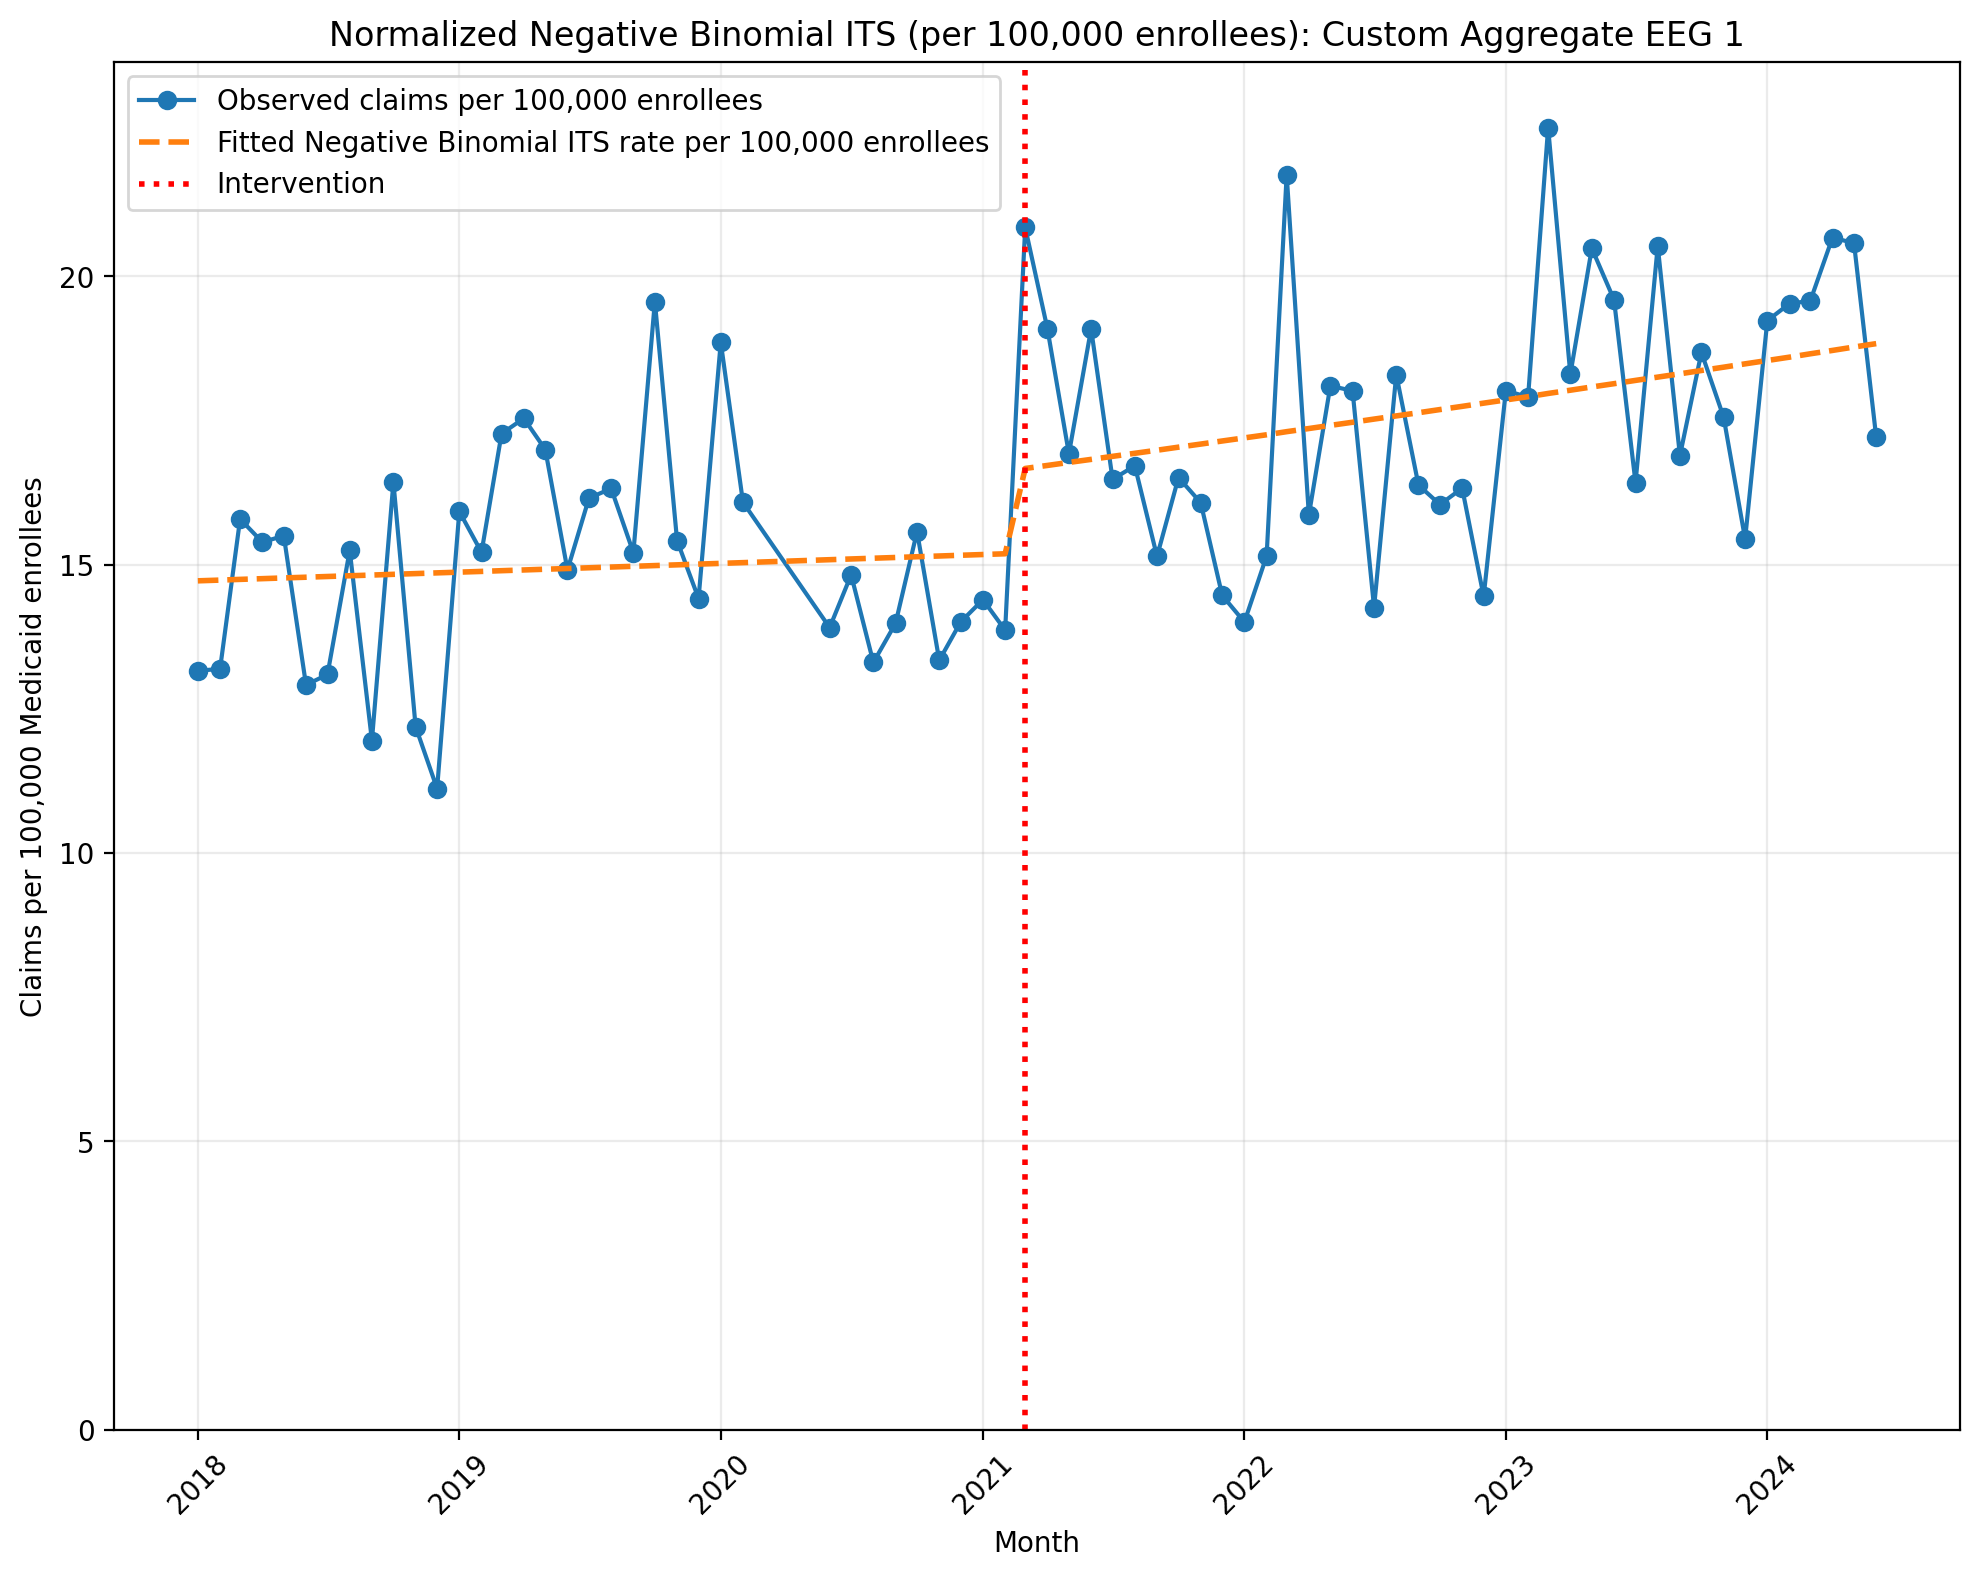 Normalized Negative Binomial ITS (per 100,000 enrollees): Custom Aggregate EEG 1
Observed claims per 100,000 enrollees
Fitted Negative Binomial ITS rate per 100,000 enrollees
Intervention
Claims per 100,000 Medicaid enrollees
20
15
10
5
0
2018
2019
2020
2021
2022
2023
2024
Month